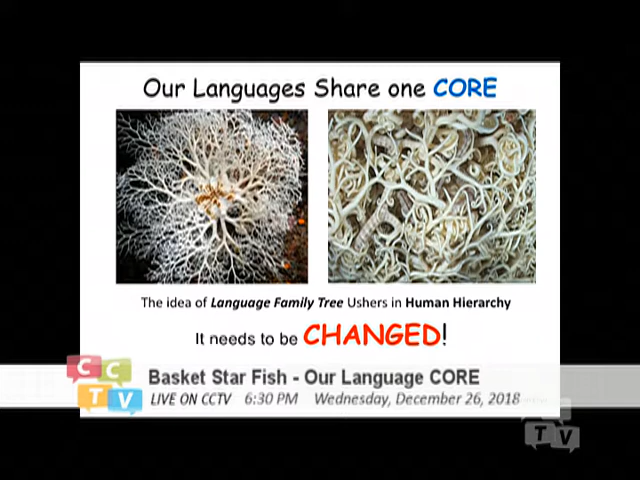 Our Languages Share one CORE
The idea of Language Family Tree Ushers in Human Hierarchy
It needs to be CHANGED!
CC
TV
Basket Star Fish - Our Language CORE
LIVE ON CCTV 6:30 PM Wednesday, December 26, 2018
TV